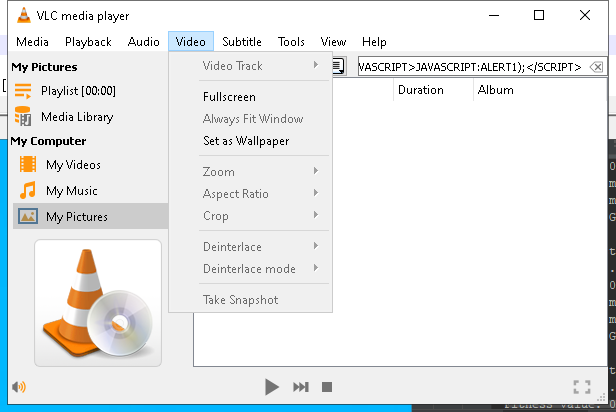 VLC media player
Media Playback Audio Video Subtitle Tools View Help
My Pictures
Playlist [00:00]
Media Library
My Computer
My Videos
My Music
My Pictures
Video Track
Fullscreen
Always Fit Window
Set as Wallpaper
Zoom
Aspect Ratio
Crop
Deinterlace
Deinterlace mode
Take Snapshot
VASCRIPT>JAVASCRIPT:ALERT1);</SCRIPT>
Duration Album